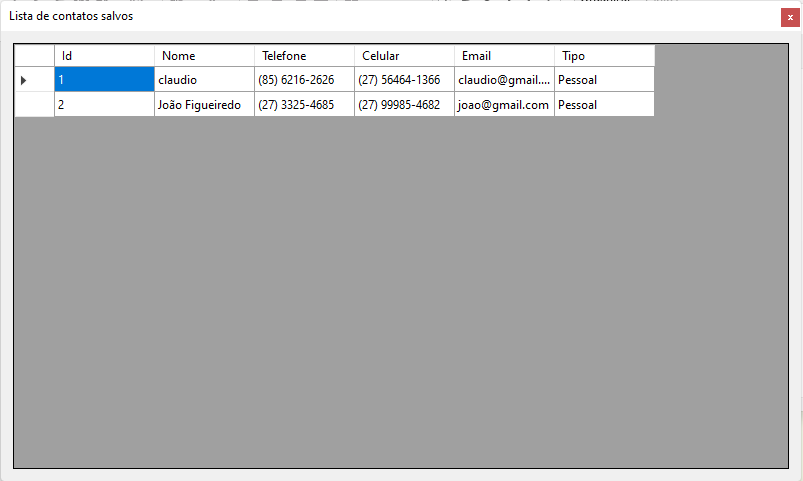 Lista de contatos salvos
Id Nome Telefone Celular Email Tipo
1 claudio (85) 6216-2626 (27) 56464-1366 claudio@gmail.... Pessoal
2 João Figueiredo (27) 3325-4685 (27) 99985-4682 joao@gmail.com Pessoal